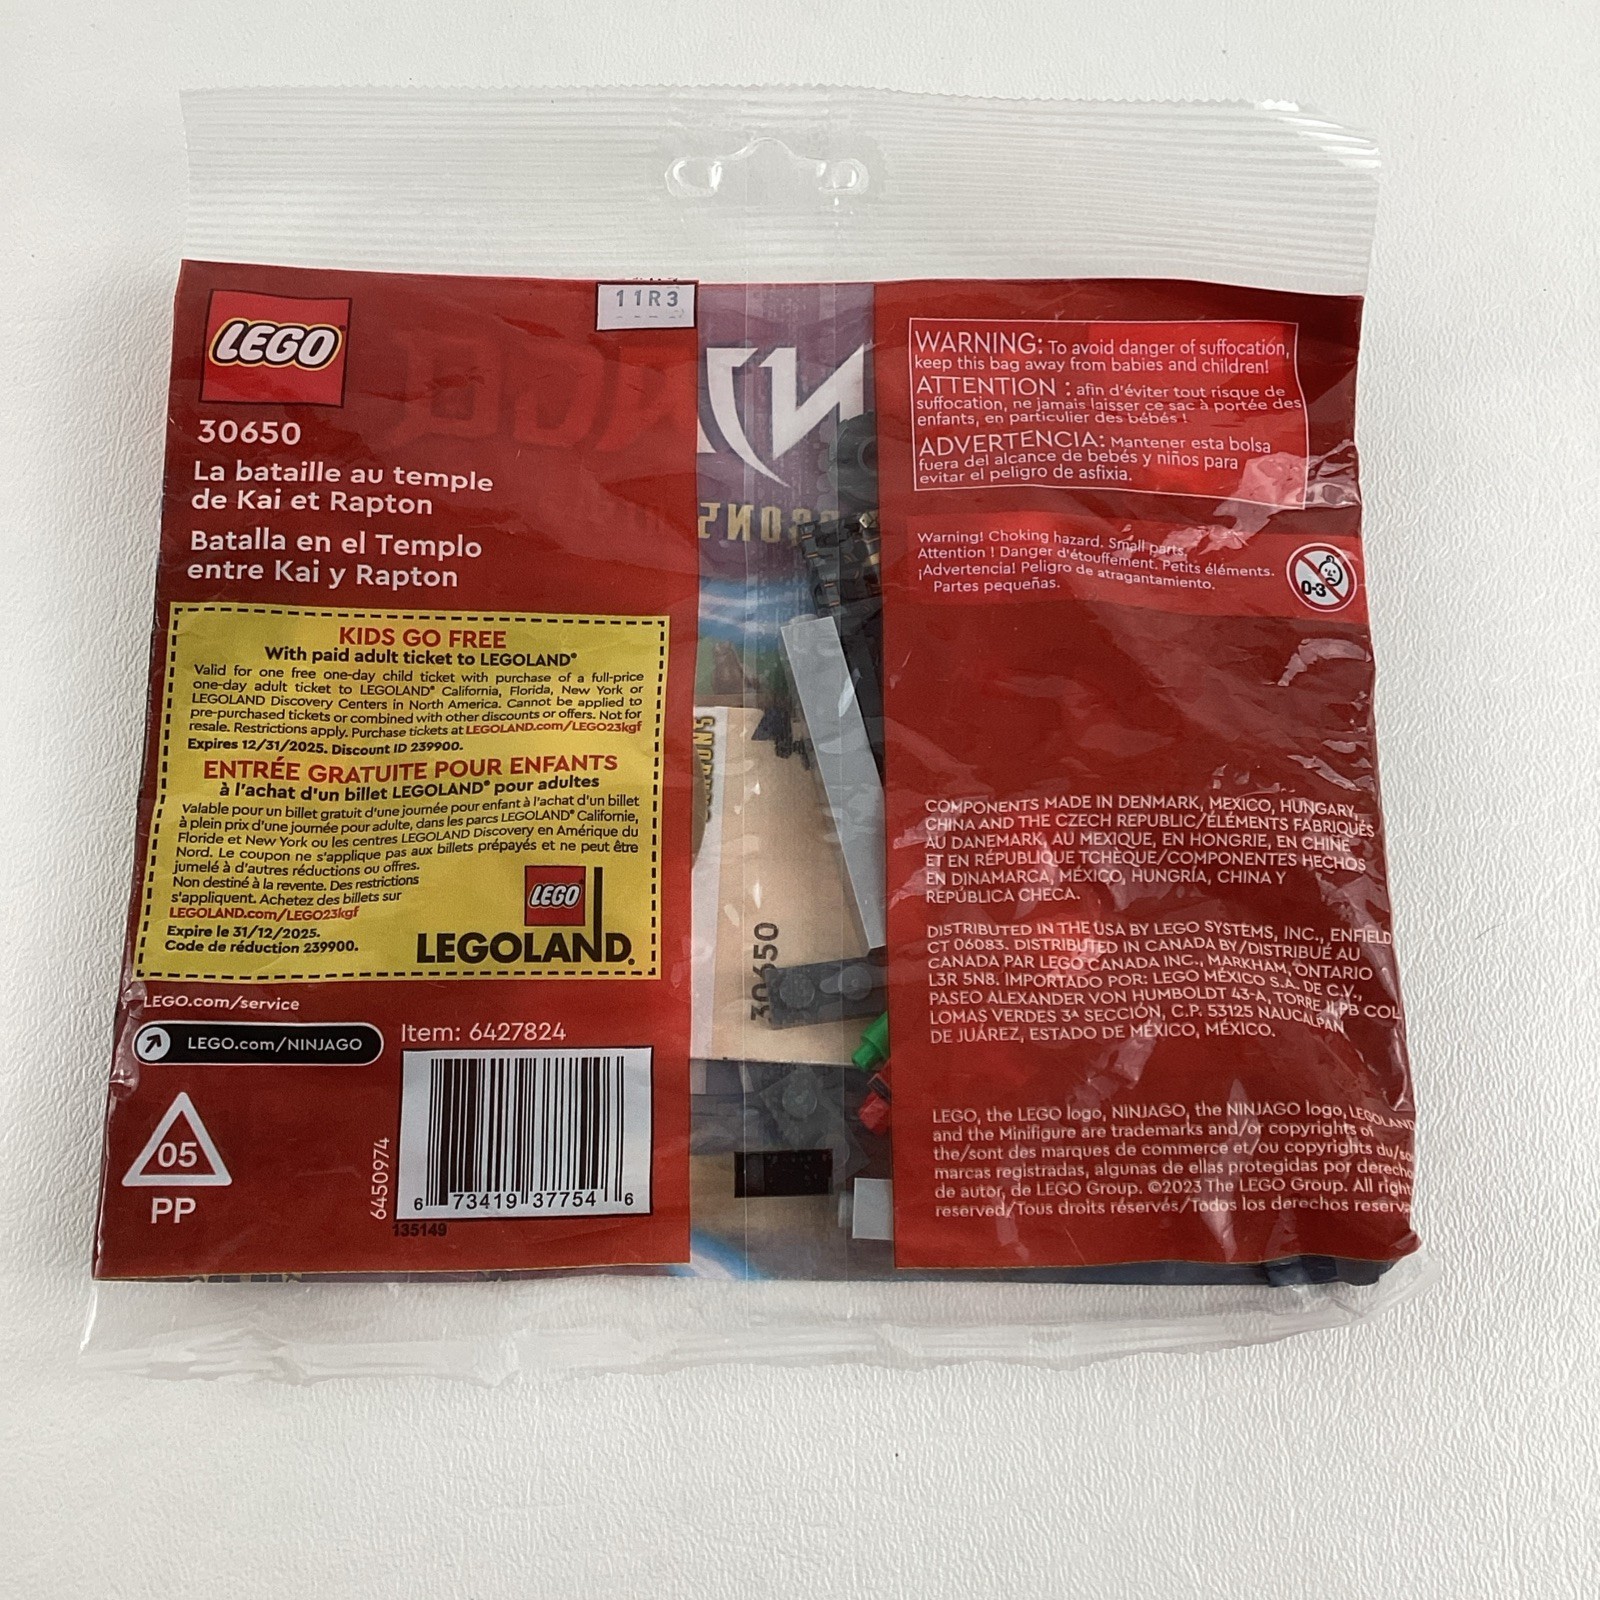 11R3
LEGO
30650
La bataille au temple
de Kai et Rapton
Batalla en el Templo
entre Kai y Rapton
KIDS GO FREE
With paid adult ticket to LEGOLAND®
Valid for one free one-day child ticket with purchase of a full-price
one-day adult ticket to LEGOLAND® California, Florida, New York or
LEGOLAND Discovery Centers in North America. Cannot be applied to
pre-purchased tickets or combined with other discounts or offers. Not for
resale. Restrictions apply. Purchase tickets at LEGOLAND.com/LEGO23kgf
Expires 12/31/2025. Discount ID 239900.
ENTRÉE GRATUITE POUR ENFANTS
à l'achat d'un billet LEGOLAND® pour adultes
Valable pour un billet gratuit d'une journée pour enfant à l'achat d'un billet
à plein prix d'une journée pour adulte, dans les parcs LEGOLAND® Californie,
Floride et New York ou les centres LEGOLAND Discovery en Amérique du
Nord. Le coupon ne s'applique pas aux billets prépayés et ne peut être
jumelé à d'autres réductions ou offres.
Non destiné à la revente. Des restrictions
s'appliquent. Achetez des billets sur
LEGOLAND.com/LEGO23kgf
Expire le 31/12/2025.
Code de réduction 239900.
LEGO
LEGOLAND®
LEGO.com/service
LEGO.com/NINJAGO
Item: 6427824
05
PP
6450974
6 73419 37754 6
135149
30650
WARNING: To avoid danger of suffocation,
keep this bag away from babies and children!
ATTENTION : afin d'éviter tout risque de
suffocation, ne jamais laisser ce sac à portée des
enfants, en particulier des bébés !
ADVERTENCIA: Mantener esta bolsa
fuera del alcance de bebés y niños para
evitar el peligro de asfixia.
Warning! Choking hazard. Small parts.
Attention ! Danger d'étouffement. Petits éléments.
¡Advertencia! Peligro de atragantamiento.
Partes pequeñas.
0-3
COMPONENTS MADE IN DENMARK, MEXICO, HUNGARY,
CHINA AND THE CZECH REPUBLIC/ÉLÉMENTS FABRIQUÉS
AU DANEMARK, AU MEXIQUE, EN HONGRIE, EN CHINE
ET EN RÉPUBLIQUE TCHÈQUE/COMPONENTES HECHOS
EN DINAMARCA, MÉXICO, HUNGRÍA, CHINA Y
REPÚBLICA CHECA.
DISTRIBUTED IN THE USA BY LEGO SYSTEMS, INC., ENFIELD
CT 06083. DISTRIBUTED IN CANADA BY/DISTRIBUÉ AU
CANADA PAR LEGO CANADA INC., MARKHAM, ONTARIO
L3R 5N8. IMPORTADO POR: LEGO MÉXICO S.A. DE C.V.,
PASEO ALEXANDER VON HUMBOLDT 43-A, TORRE II, PB COL
LOMAS VERDES 3ª SECCIÓN, C.P. 53125 NAUCALPAN
DE JUÁREZ, ESTADO DE MÉXICO, MÉXICO.
LEGO, the LEGO logo, NINJAGO, the NINJAGO logo, LEGOLAND
and the Minifigure are trademarks and/or copyrights of
the/sont des marques de commerce et/ou copyrights du/son
marcas registradas, algunas de ellas protegidas por derecho
de autor, de LEGO Group. ©2023 The LEGO Group. All right
reserved/Tous droits réservés/Todos los derechos reserva